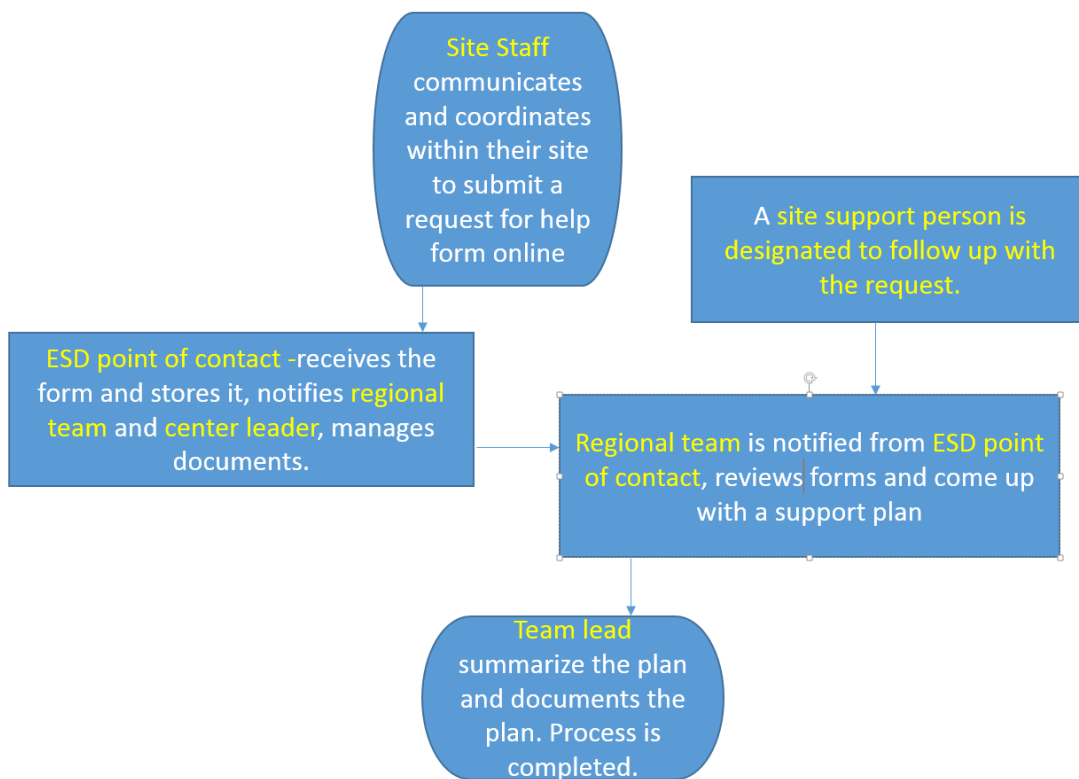 Site Staff
communicates
and coordinates
within their site
to submit a
request for help
form online
A site support person is
designated to follow up with
the request.
ESD point of contact -receives the
form and stores it, notifies regional
team and center leader, manages
documents.
Regional team is notified from ESD point
of contact, reviews forms and come up
with a support plan
Team lead
summarize the plan
and documents the
plan. Process is
completed.